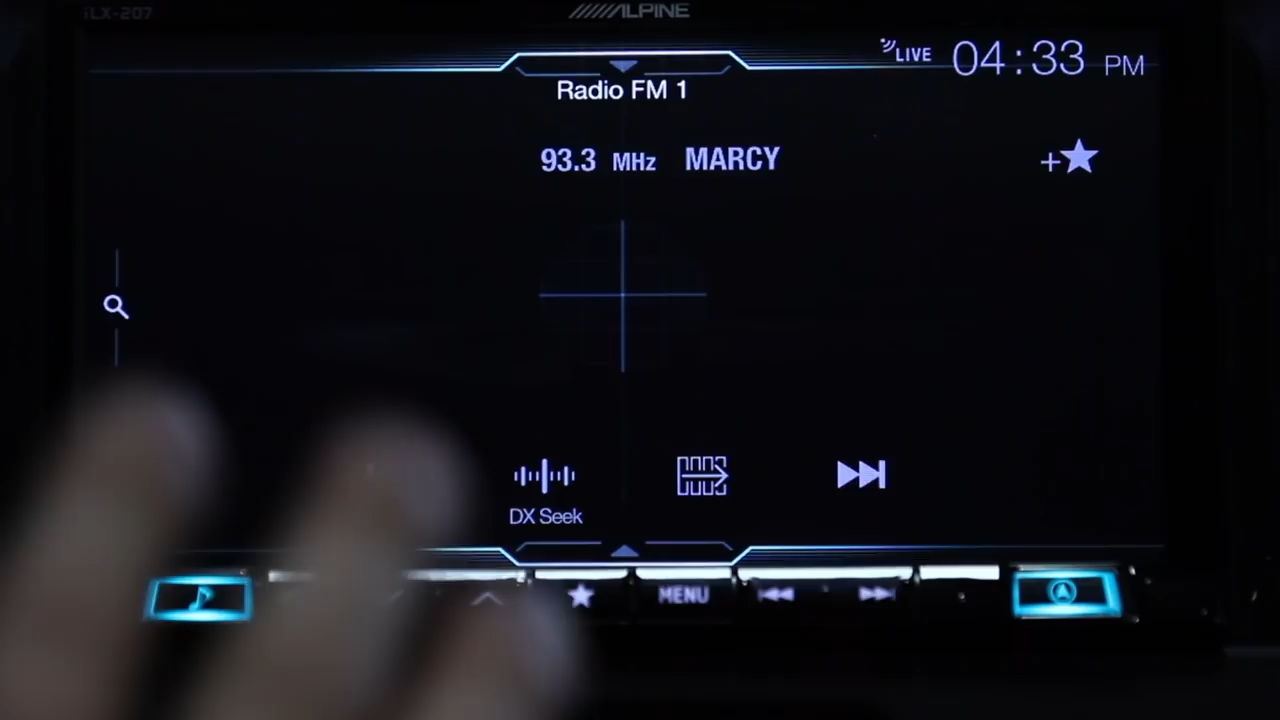 iLX-207
ALPINE
LIVE 04:33 PM
Radio FM 1
93.3 MHz MARCY
DX Seek
MENU